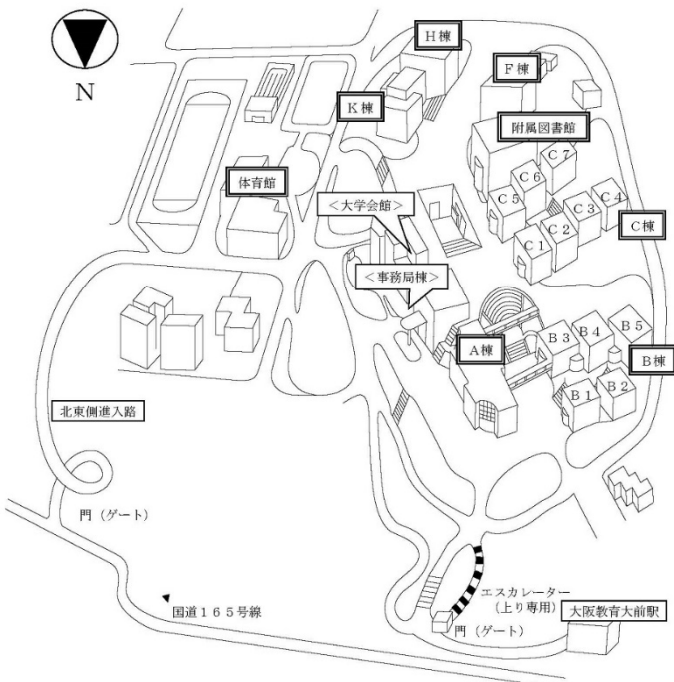 N
H棟
F棟
K棟
附属図書館
体育館
C7
C6
C5
C4
C3
C2
C1
C棟
<大学会館>
<事務局棟>
A棟
B5
B4
B3
B棟
B2
B1
北東側進入路
門（ゲート）
国道１６５号線
エスカレーター
（上り専用）
大阪教育大前駅
門（ゲート）